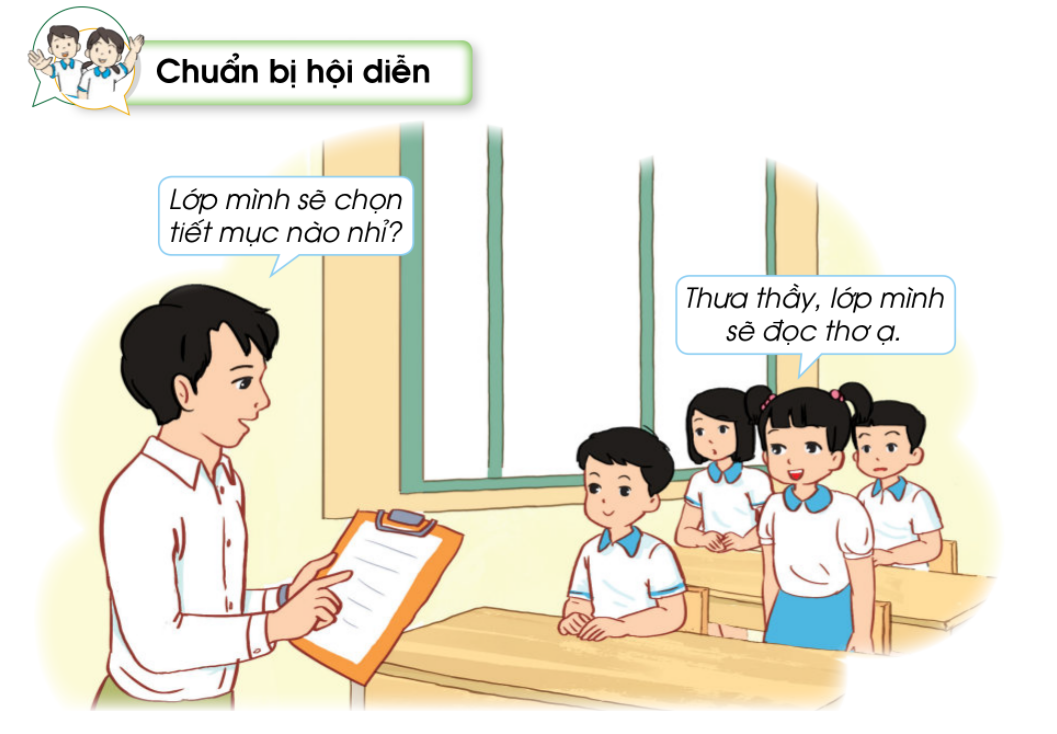 Chuẩn bị hội diễn
Lớp mình sẽ chọn
tiết mục nào nhỉ?
Thưa thầy, lớp mình
sẽ đọc thơ ạ.